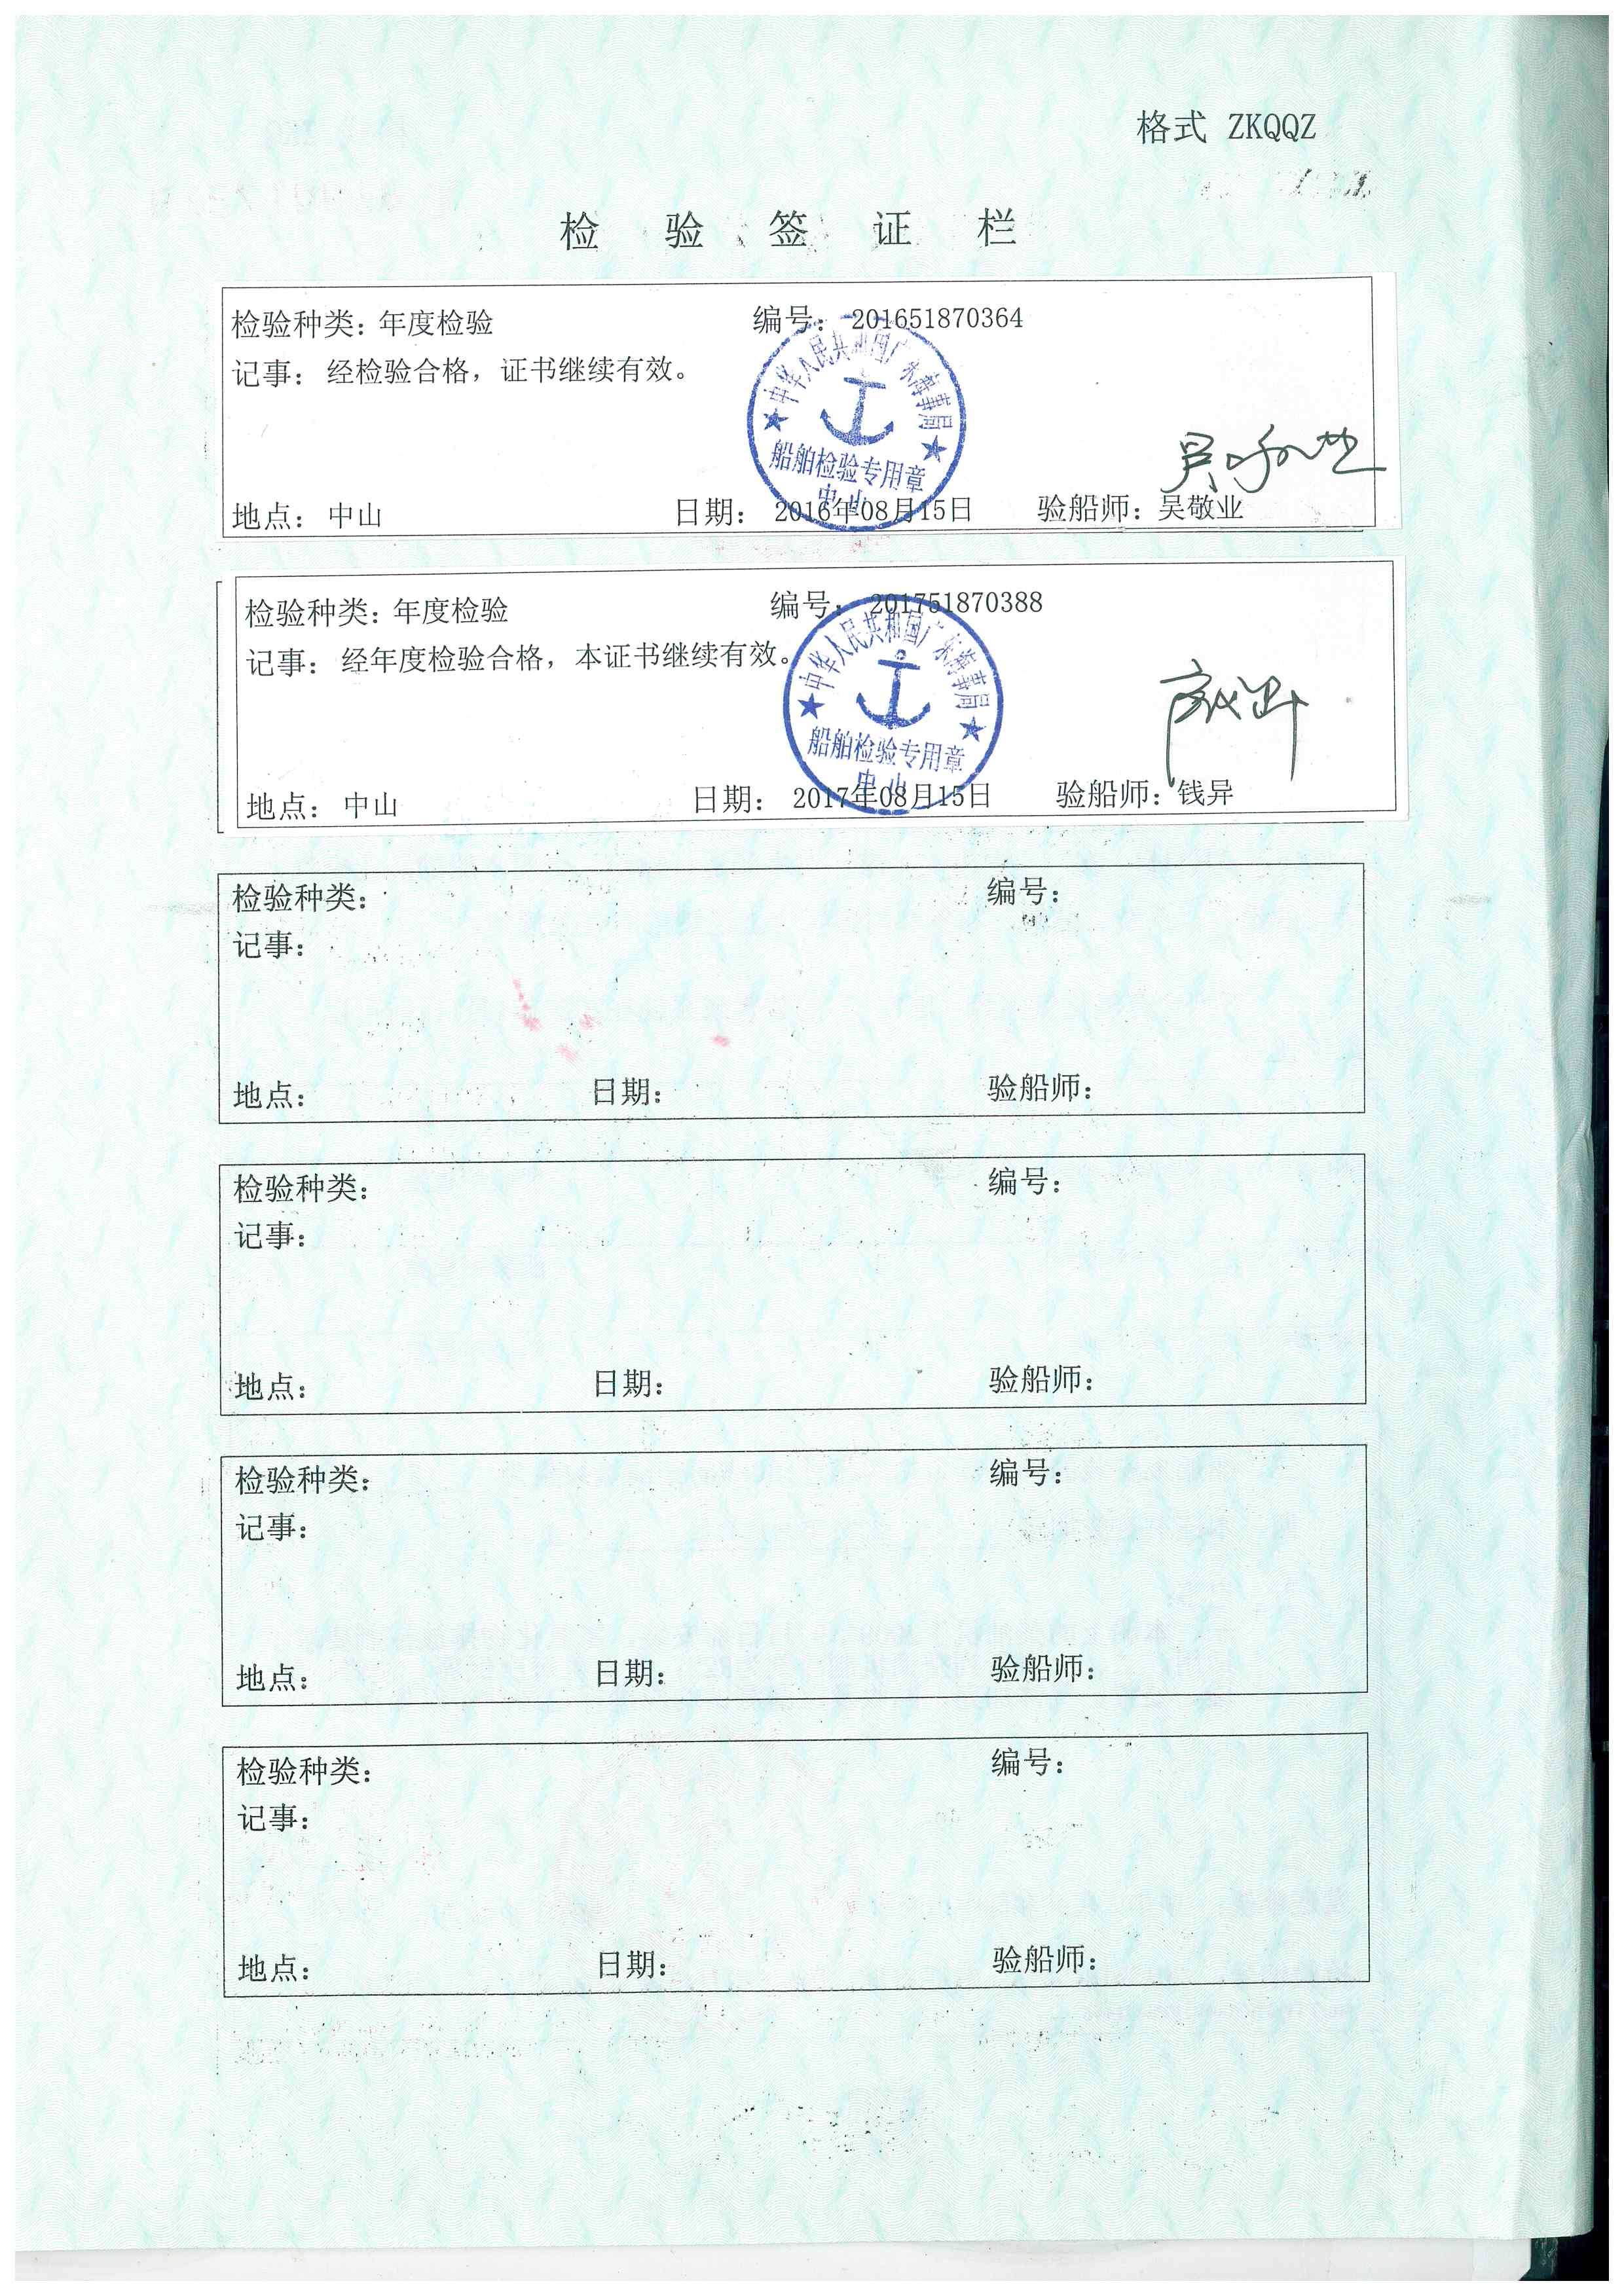 格式 ZKQQZ
检 验 签 证 栏
检验种类：年度检验 编号： 201651870364
记事： 经检验合格，证书继续有效。
中华人民共和国广东海事局
船舶检验专用章
中山
地点： 中山 日期： 2016年08月15日 验船师：吴敬业
检验种类：年度检验 编号： 201751870388
记事： 经年度检验合格，本证书继续有效。
中华人民共和国广东海事局
船舶检验专用章
中山
地点： 中山 日期： 2017年08月15日 验船师：钱异
检验种类： 编号：
记事：
地点： 日期： 验船师：
检验种类： 编号：
记事：
地点： 日期： 验船师：
检验种类： 编号：
记事：
地点： 日期： 验船师：
检验种类： 编号：
记事：
地点： 日期： 验船师：